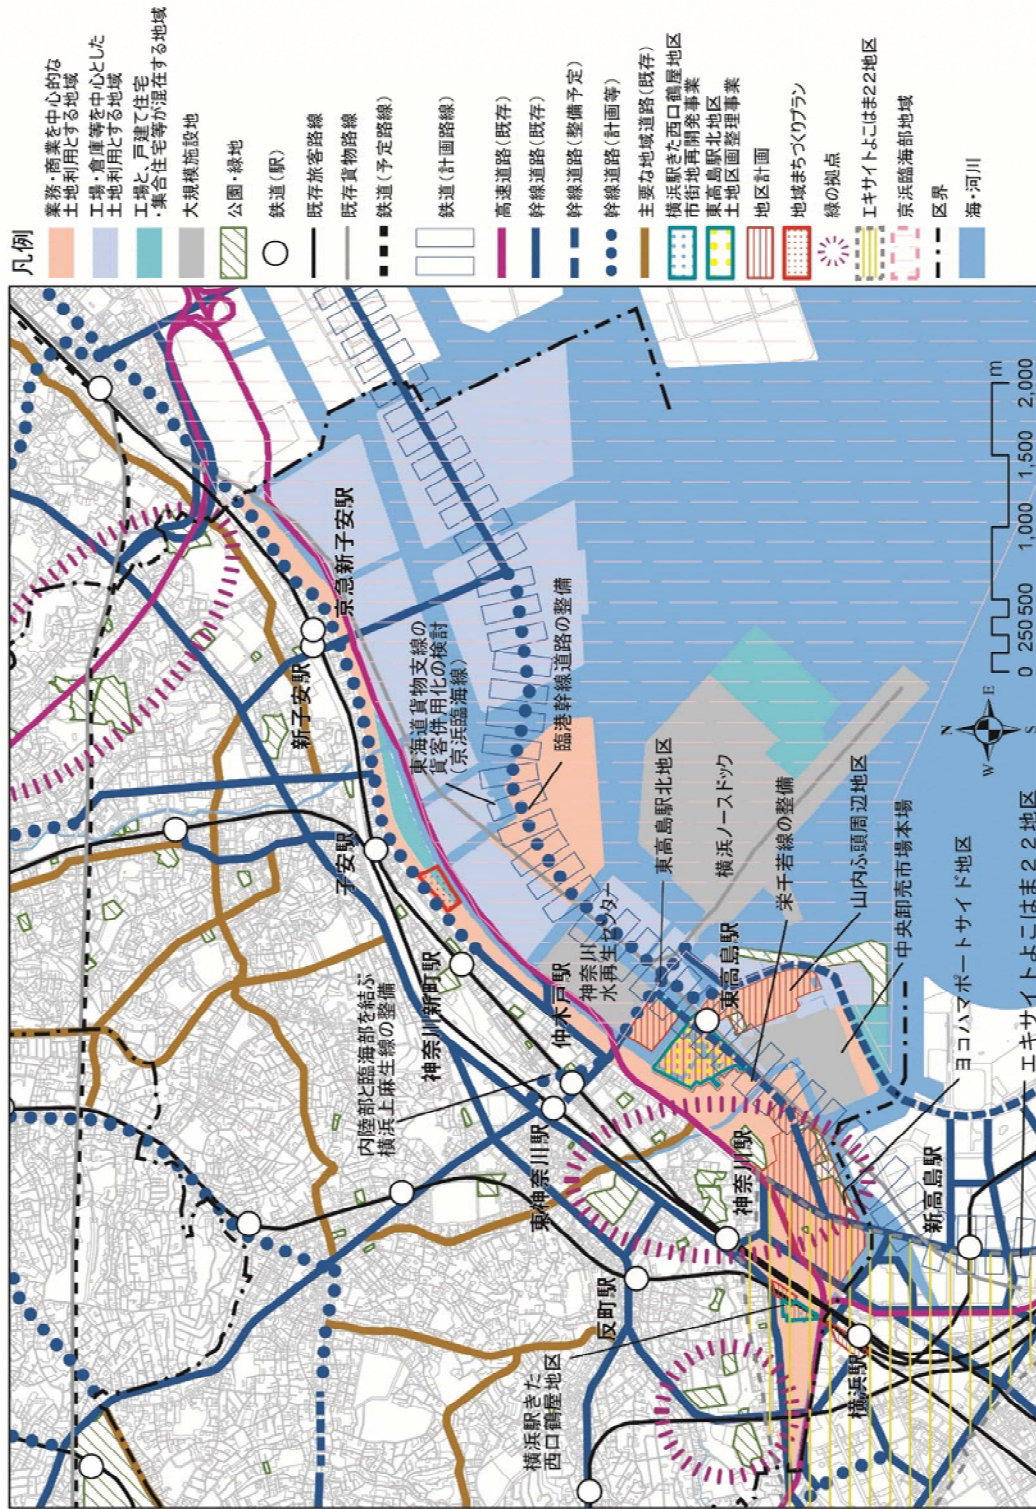 凡例
業務・商業を中心的な
土地利用とする地域
工場・倉庫等を中心とした
土地利用とする地域
工場と、戸建て住宅
・集合住宅等が混在する地域
大規模施設地
公園・緑地
鉄道(駅)
既存旅客路線
既存貨物路線
鉄道(予定路線)
鉄道(計画路線)
高速道路(既存)
幹線道路(既存)
幹線道路(整備予定)
幹線道路(計画等)
主要な地域道路(既存)
横浜駅きた西口鶴屋地区
市街地再開発事業
東高島駅北地区
土地区画整理事業
地区計画
地域まちづくりプラン
緑の拠点
エキサイトよこはま22地区
京浜臨海部地域
区界
海・河川
京急新子安駅
新子安駅
子安駅
神奈川新町駅
仲木戸駅
東神奈川駅
神奈川駅
反町駅
横浜駅
新高島駅
東高島駅
東海道貨物支線の
貨客併用化の検討
(京浜臨海線)
臨港幹線道路の整備
内陸部と臨海部を結ぶ
横浜上麻生線の整備
神奈川
水再生センター
東高島駅北地区
横浜ノースドック
栄千若線の整備
山内ふ頭周辺地区
中央卸売市場本場
ヨコハマポートサイド地区
エキサイトよこはま22地区
横浜駅きた
西口鶴屋地区
N
E
S
W
0 250 500 1,000 1,500 2,000
m